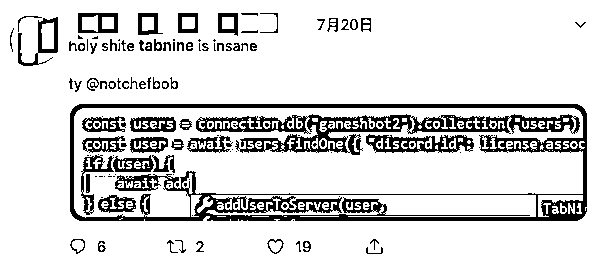 7月20日
holy shite tabnine is insane
ty @notchefbob
const users = connection.db("ganeshbot2").collection("users")
const user = await users.findOne({ "discord.id": license.assoc
if (user) {
await add
} else {
addUserToServer(user,
TabNi
6 2 19